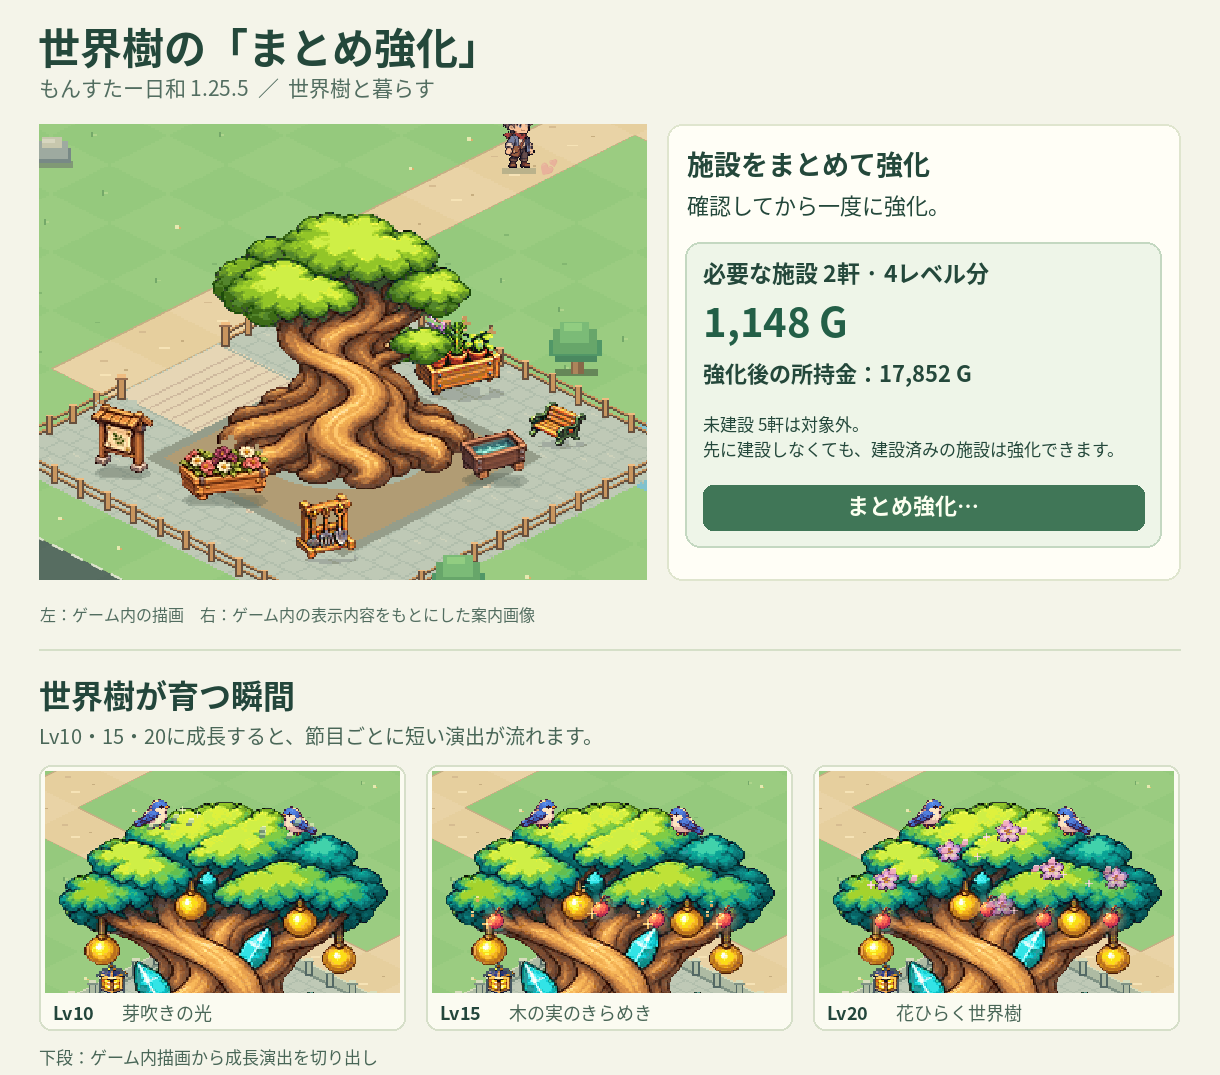 世界樹の「まとめ強化」
もんすたー日和 1.25.5 ／ 世界樹と暮らす
施設をまとめて強化
確認してから一度に強化。
必要な施設 2軒・4レベル分
1,148 G
強化後の所持金：17,852 G
未建設 5軒は対象外。
先に建設しなくても、建設済みの施設は強化できます。
まとめ強化…
左：ゲーム内の描画　右：ゲーム内の表示内容をもとにした案内画像
世界樹が育つ瞬間
Lv10・15・20に成長すると、節目ごとに短い演出が流れます。
Lv10 芽吹きの光
Lv15 木の実のきらめき
Lv20 花ひらく世界樹
下段：ゲーム内描画から成長演出を切り出し